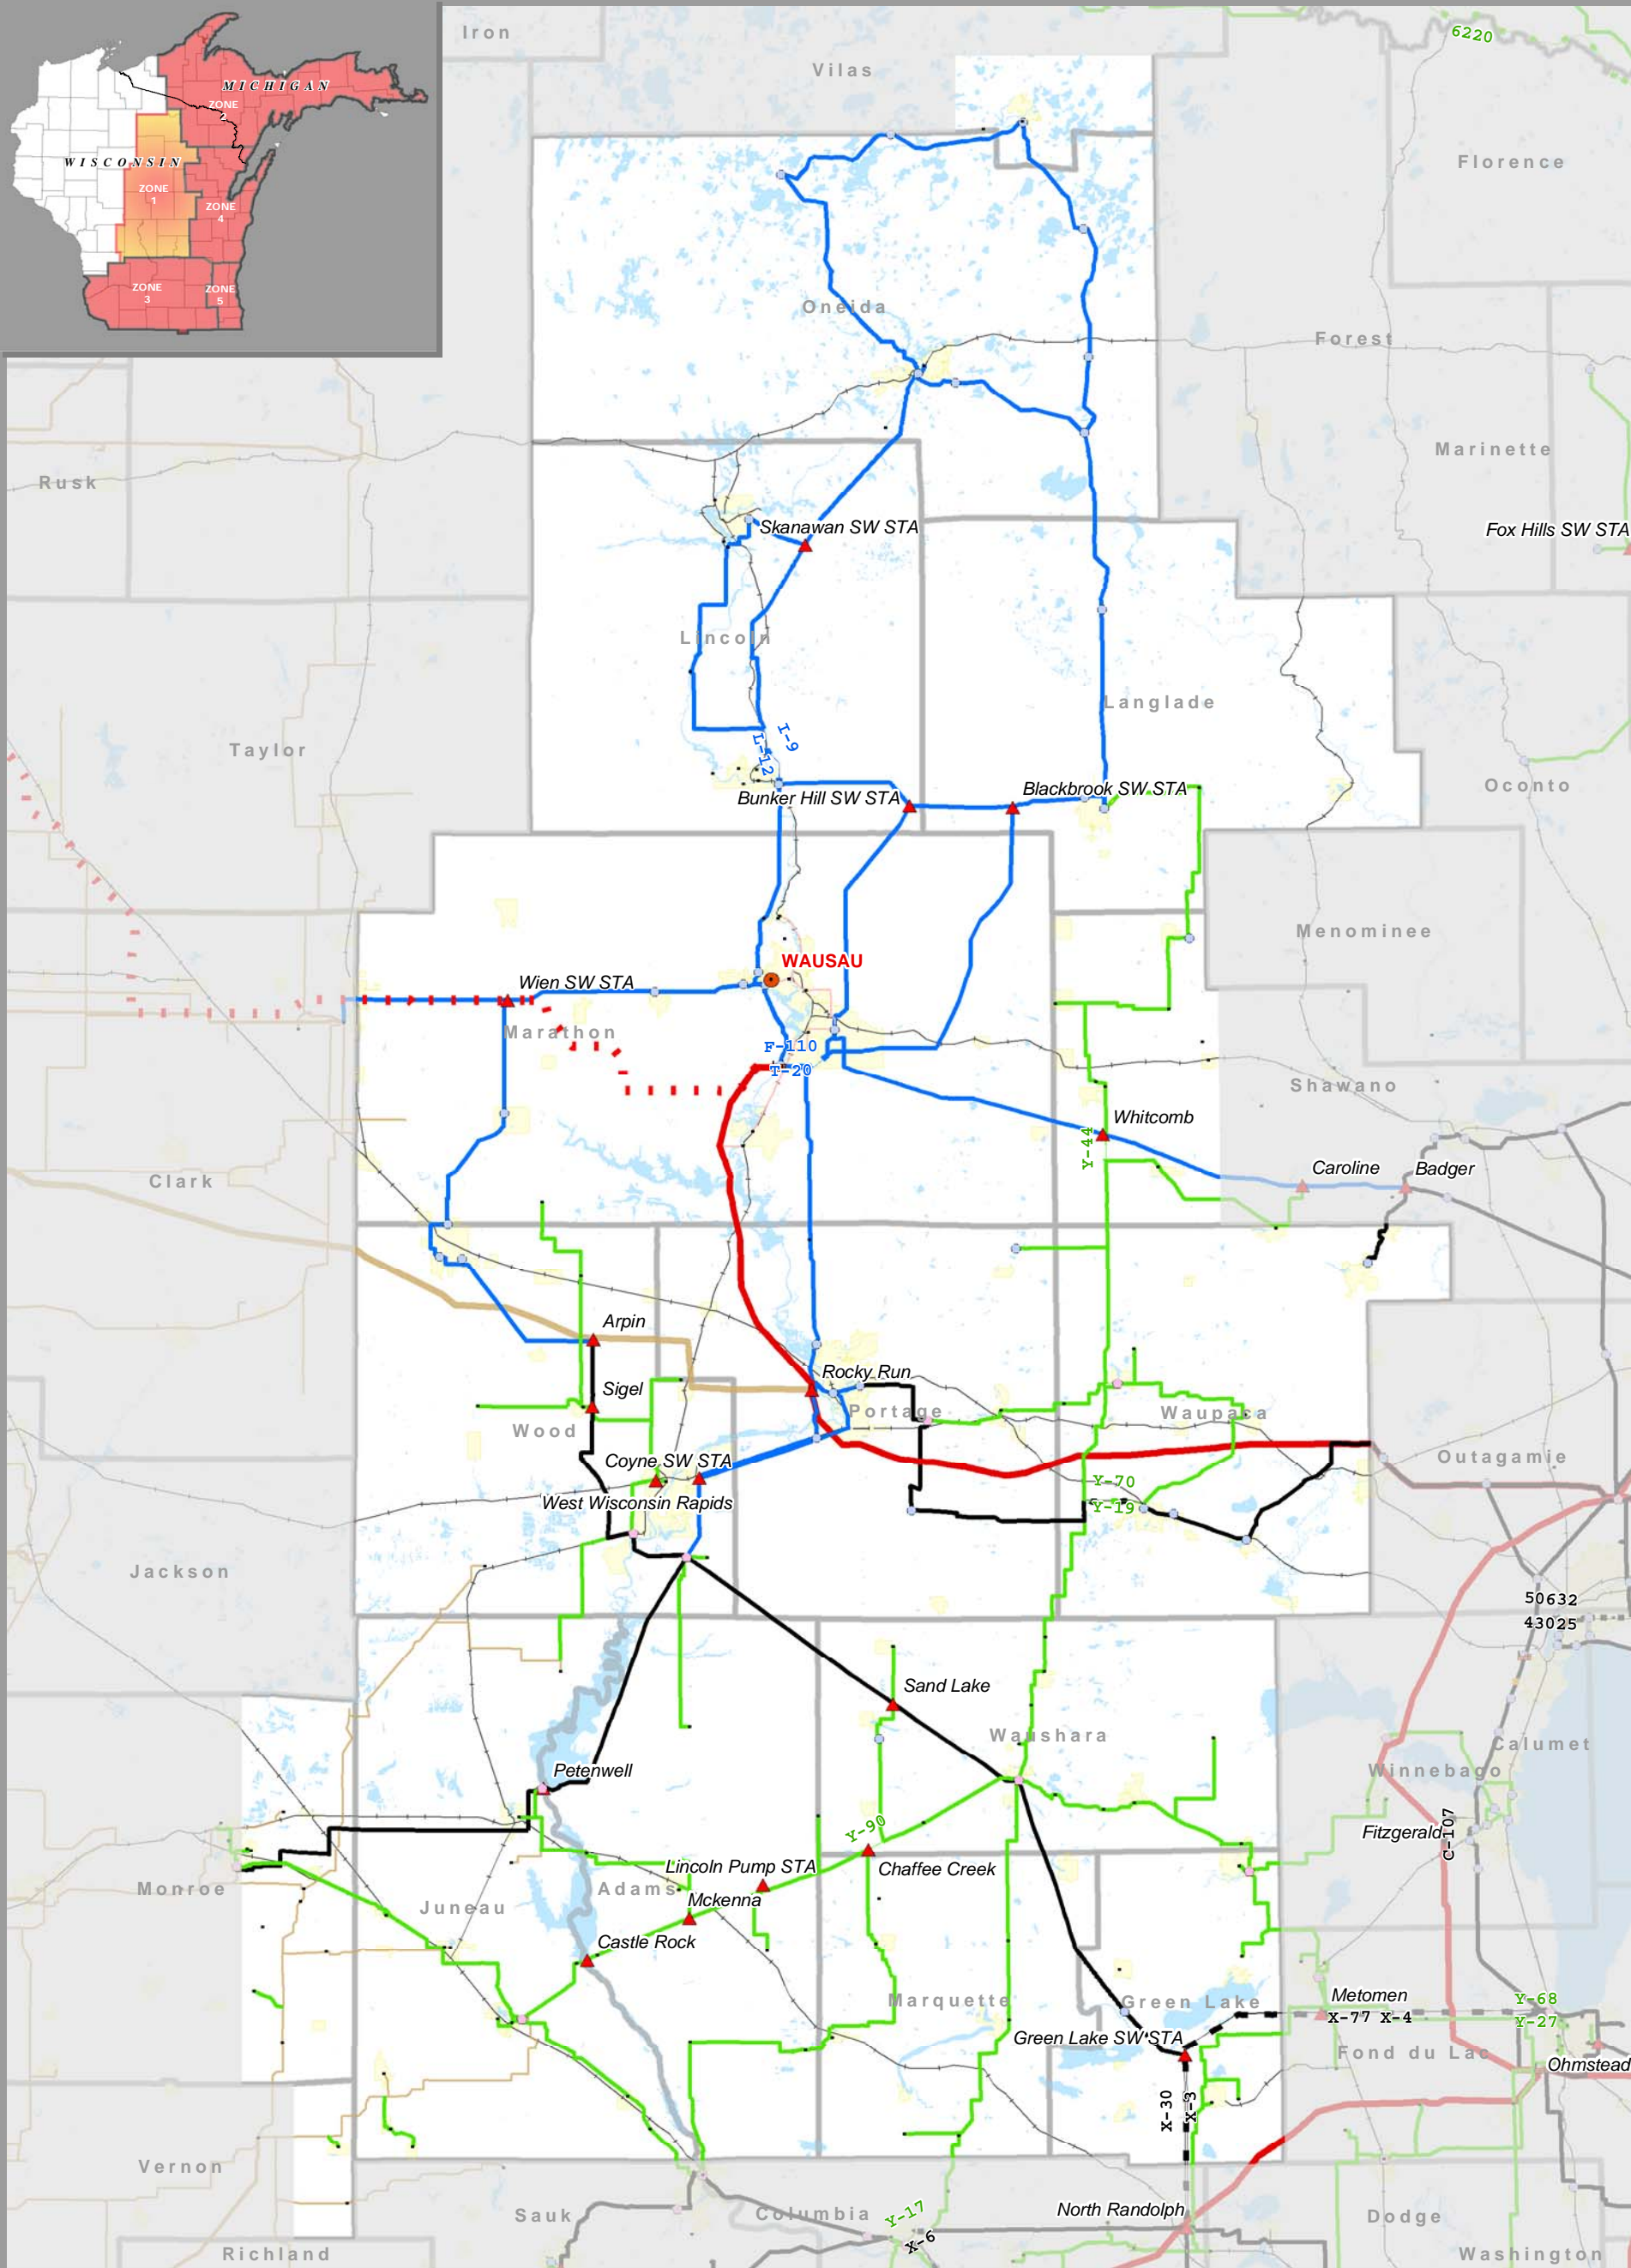 Iron
Vilas
6220
MICHIGAN
ZONE
2
WISCONSIN
ZONE
1
ZONE
4
ZONE
3
ZONE
5
Florence
Oneida
Forest
Marinette
Rusk
Skanawan SW STA
Fox Hills SW STA
Lincoln
Langlade
Taylor
I-9
L-12
Oconto
Bunker Hill SW STA
Blackbrook SW STA
Menominee
WAUSAU
Wien SW STA
Marathon
F-110
T-20
Shawano
Whitcomb
Y-44
Caroline
Badger
Clark
Arpin
Rocky Run
Sigel
Portage
Waupaca
Wood
Coyne SW STA
Outagamie
Y-70
West Wisconsin Rapids
Y-19
Jackson
50632
43025
Sand Lake
Waushara
Calumet
Petenwell
Winnebago
Y-90
C-107
Fitzgerald
Lincoln Pump STA
Chaffee Creek
Monroe
Adams
Mckenna
Juneau
Castle Rock
Marquette
Green Lake
Metomen
Y-68
X-77 X-4
Y-27
Green Lake SW STA
Fond du Lac
Ohmstead
X-30
X-3
Vernon
North Randolph
Sauk
Columbia
Y-17
Dodge
X-6
Richland
Washington